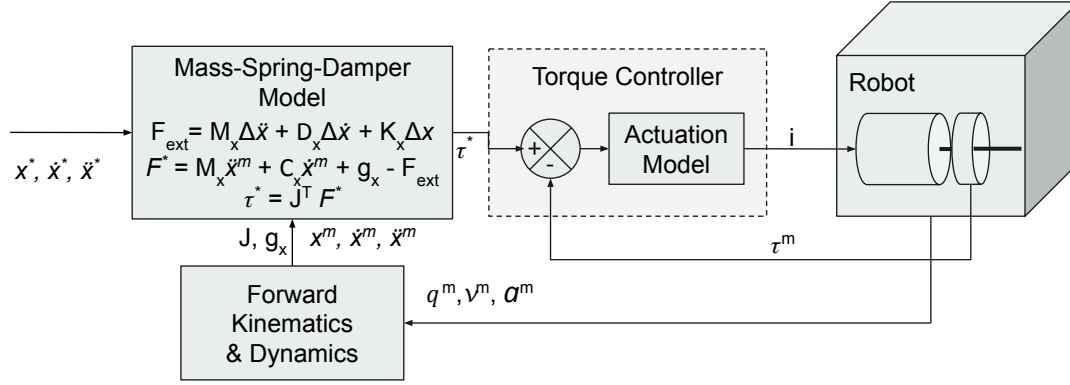 Mass-Spring-Damper
Model
F_ext = M_xΔẍ + D_xΔẋ + K_xΔx
F^* = M_xẍ^m + C_xẋ^m + g_x - F_ext
τ^* = J^T F^*
x^*, ẋ^*, ẍ^*
τ^*
Torque Controller
+
-
Actuation
Model
i
Robot
τ^m
J, g_x x^m, ẋ^m, ẍ^m
Forward
Kinematics
& Dynamics
q^m, ν^m, a^m